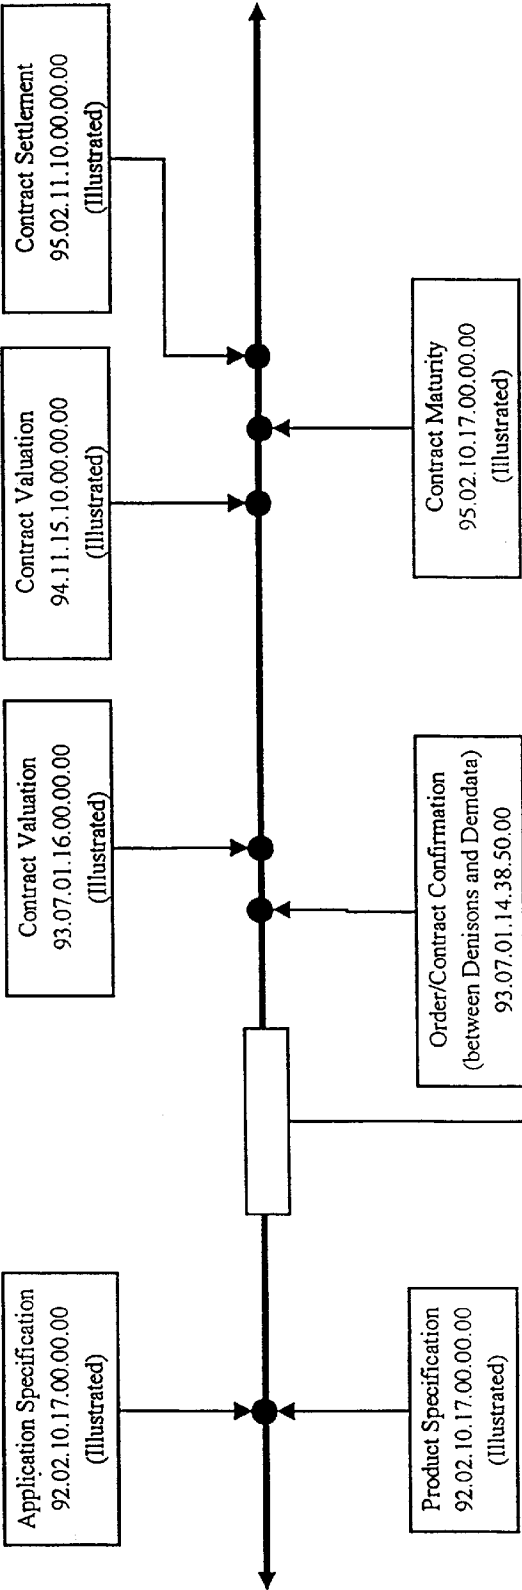 Application Specification
92.02.10.17.00.00.00
(Illustrated)
Contract Valuation
93.07.01.16.00.00.00
(Illustrated)
Contract Valuation
94.11.15.10.00.00.00
(Illustrated)
Contract Settlement
95.02.11.10.00.00.00
(Illustrated)
Product Specification
92.02.10.17.00.00.00
(Illustrated)
Order/Contract Confirmation
(between Denisons and Demdata)
93.07.01.14.38.50.00
Contract Maturity
95.02.10.17.00.00.00
(Illustrated)